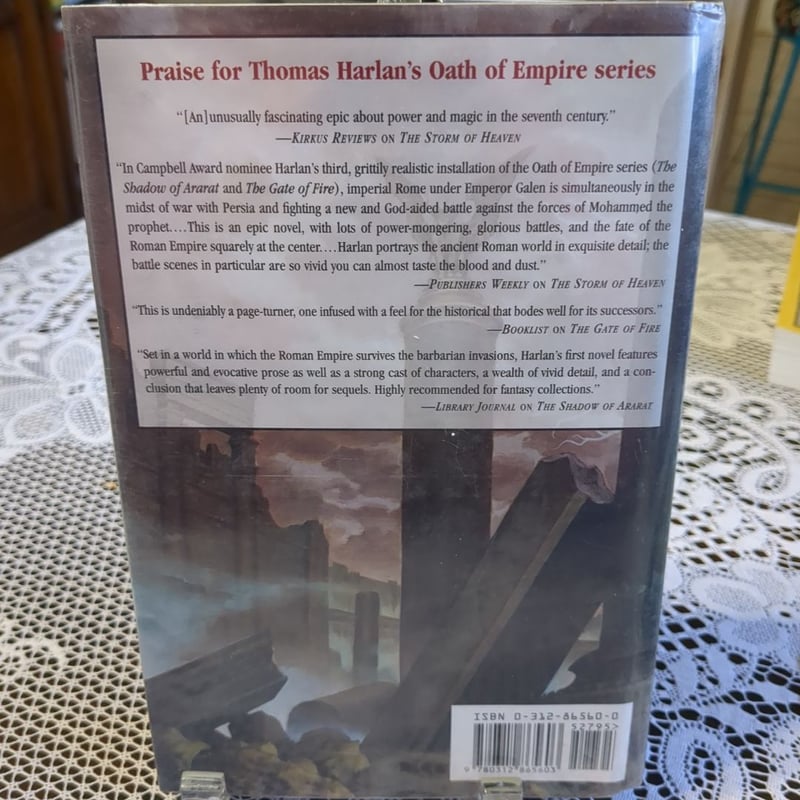 Praise for Thomas Harlan's Oath of Empire series
"[An] unusually fascinating epic about power and magic in the seventh century."
—KIRKUS REVIEWS ON THE STORM OF HEAVEN
"In Campbell Award nominee Harlan's third, grittily realistic installation of the Oath of Empire series (The
Shadow of Ararat and The Gate of Fire), imperial Rome under Emperor Galen is simultaneously in the
midst of war with Persia and fighting a new and God-aided battle against the forces of Mohammed the
prophet....This is an epic novel, with lots of power-mongering, glorious battles, and the fate of the
Roman Empire squarely at the center....Harlan portrays the ancient Roman world in exquisite detail; the
battle scenes in particular are so vivid you can almost taste the blood and dust."
—PUBLISHERS WEEKLY ON THE STORM OF HEAVEN
"This is undeniably a page-turner, one infused with a feel for the historical that bodes well for its successors."
—BOOKLIST ON THE GATE OF FIRE
"Set in a world in which the Roman Empire survives the barbarian invasions, Harlan's first novel features
powerful and evocative prose as well as a strong cast of characters, a wealth of vivid detail, and a con-
clusion that leaves plenty of room for sequels. Highly recommended for fantasy collections."
—LIBRARY JOURNAL ON THE SHADOW OF ARARAT
ISBN 0-312-86560-0
52795>
9 780312 865603